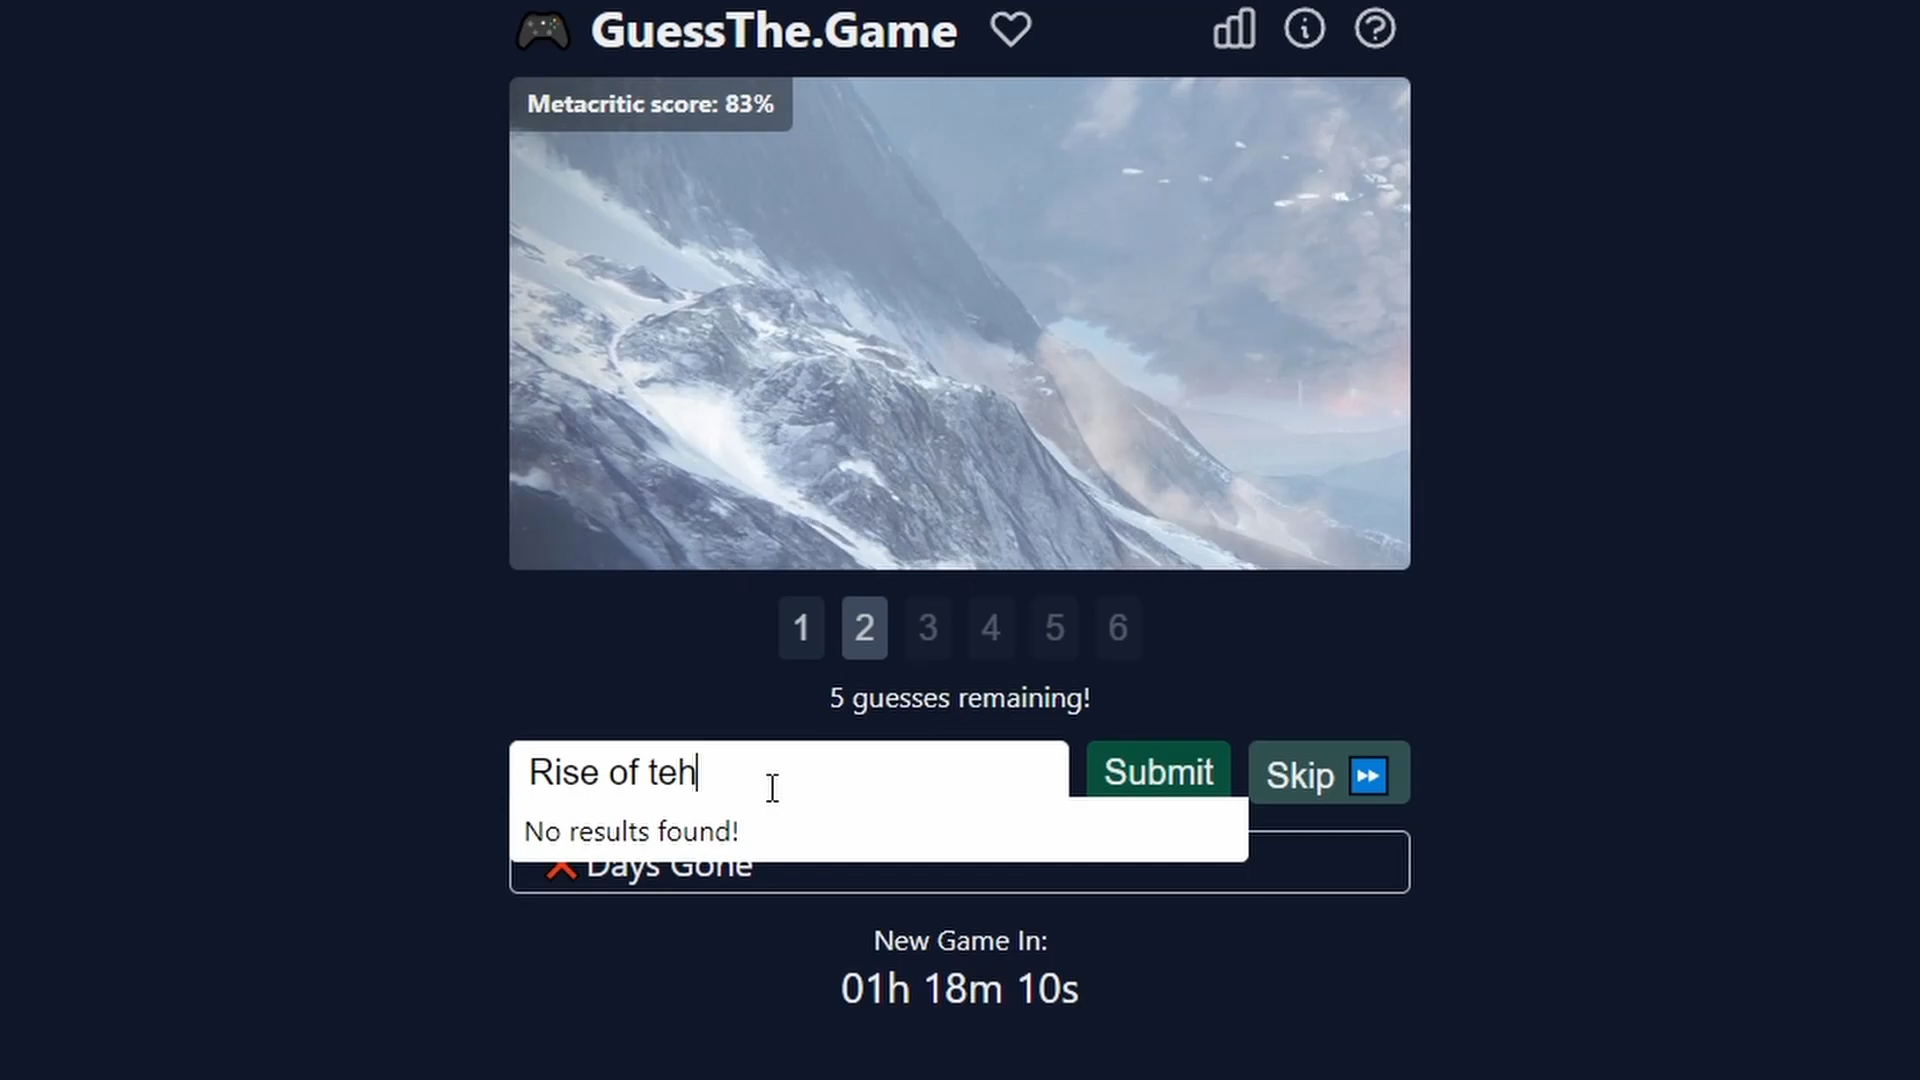 GuessThe.Game
Metacritic score: 83%
1 2 3 4 5 6
5 guesses remaining!
Rise of teh
Submit
Skip
No results found!
Days Gone
New Game In:
01h 18m 10s